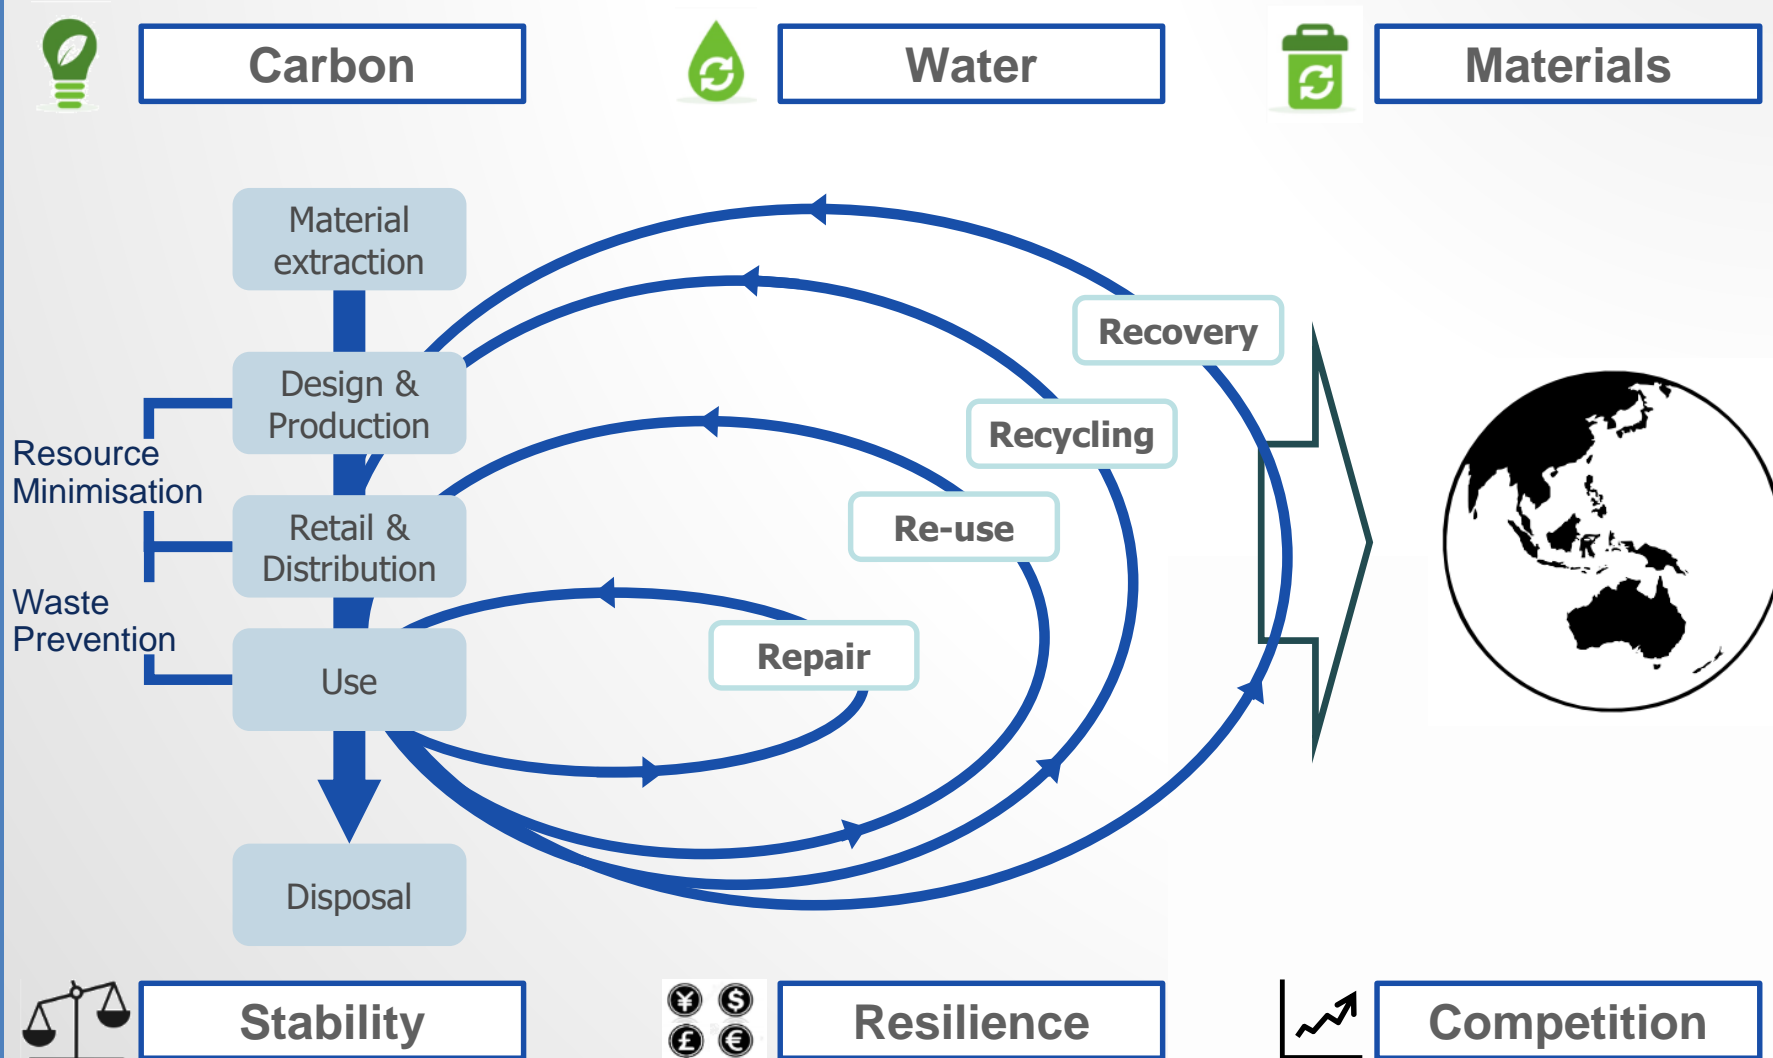 Carbon
Water
Materials
Material
extraction
Design &
Production
Retail &
Distribution
Use
Disposal
Resource
Minimisation
Waste
Prevention
Recovery
Recycling
Re-use
Repair
Stability
¥ $
£ €
Resilience
Competition